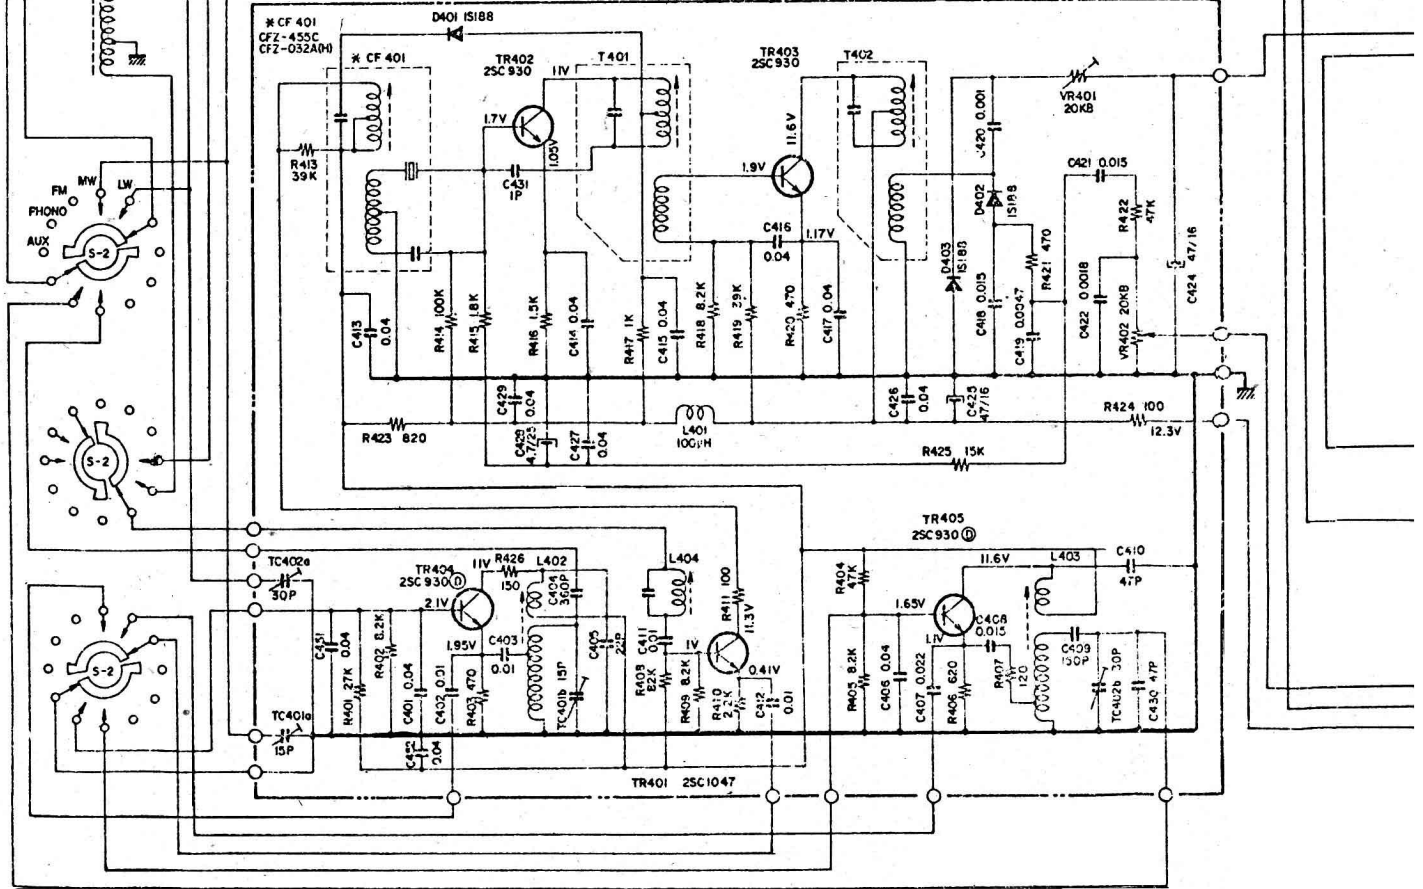 * CF 401
CFZ-455C
CFZ-032A(H)
D401 IS188
* CF 401
TR402
2SC930
11V
T401
TR403
2SC930
T402
VR401
20KB
C420 0.001
1.7V
1.05V
11.6V
R413
39K
C431
1P
1.9V
C421 0.015
D402
IS188
R422
47K
FM
MW
LW
PHONO
AUX
S-2
C416
0.04
1.17V
D403
IS188
R421 470
C424 47/16
C413
0.04
R414 100K
R415 1.8K
R416 1.5K
C414 0.04
R417 1K
C415 0.04
R418 8.2K
R419 39K
R420 470
C417 0.04
C418 0.015
C419 0.0047
C422 0.0018
VR402 20KB
R423 820
C429
0.04
C428
4.7/25
C427
0.04
L401
100μH
C426
0.04
C425
47/16
R424 100
12.3V
R425 15K
S-2
TR405
2SC930 Ⓓ
TC402a
30P
TR404
2SC930 Ⓓ
11V
R426
150
L402
C404
360P
L404
R411 100
11.3V
R404
47K
11.6V
L403
C410
47P
2.1V
1.65V
1.95V
C403
0.01
C405
22P
C411
0.01
1V
0.41V
1.1V
C408
0.015
C409
150P
S-2
C451
0.04
R401 27K
R402 8.2K
C401 0.04
C402 0.01
R403 470
TC401b 15P
R408
82K
R409 8.2K
R410
2.2K
C412
0.01
R405 8.2K
C406 0.04
C407 0.022
R406 620
R407
120
TC402b 30P
C430 47P
TC401a
15P
C452
0.04
TR401 2SC1047